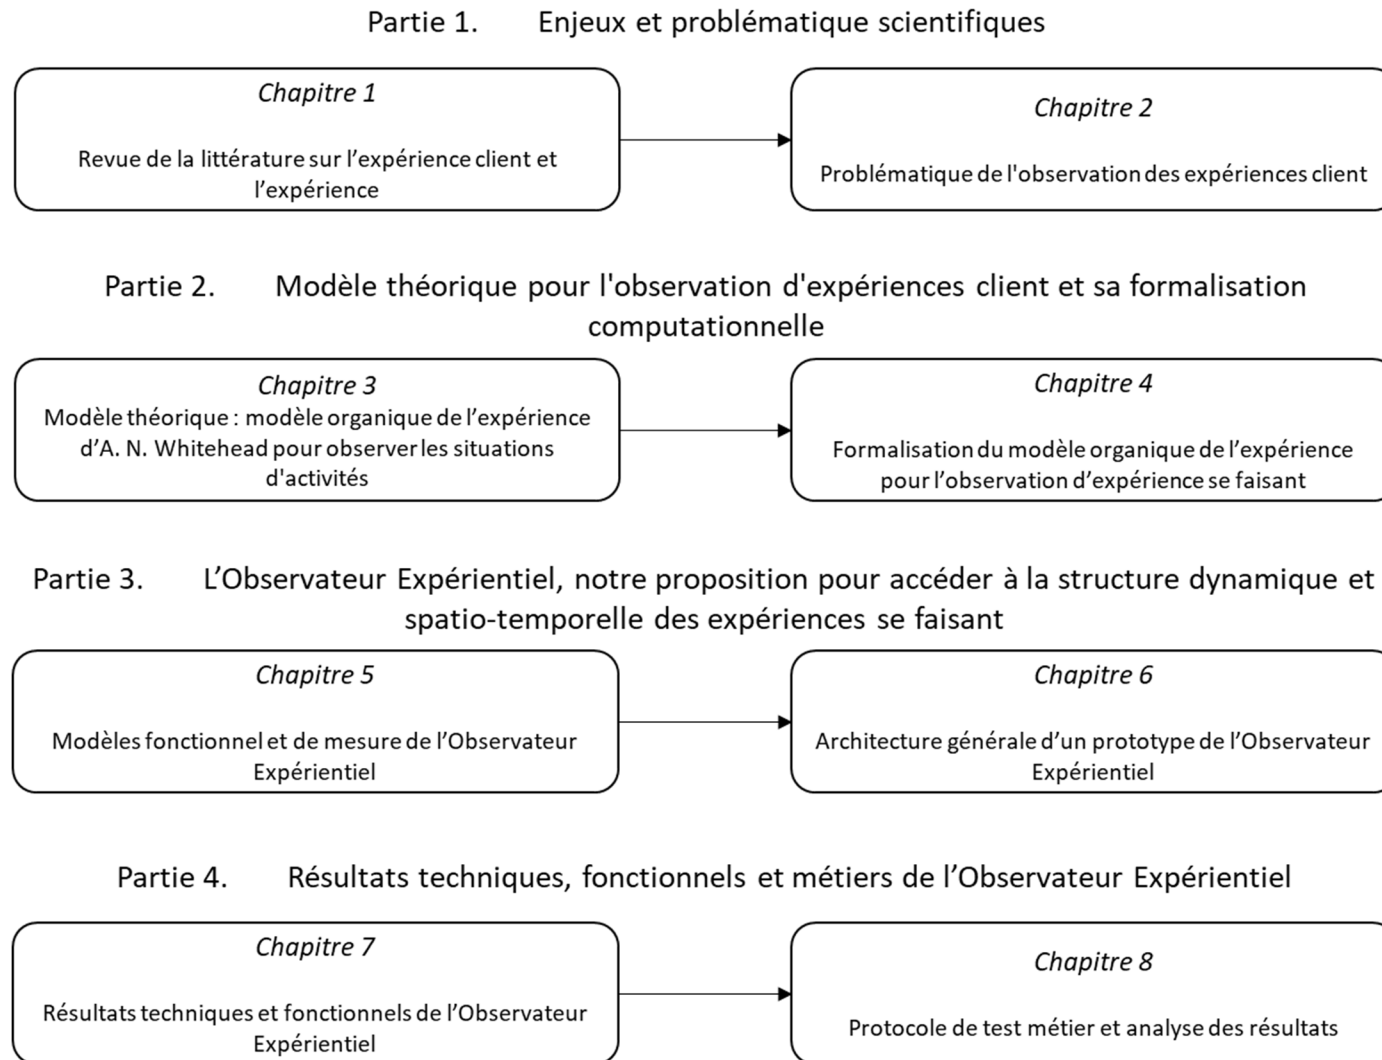 Partie 1. Enjeux et problématique scientifiques
Chapitre 1
Revue de la littérature sur l’expérience client et
l’expérience
Chapitre 2
Problématique de l'observation des expériences client
Partie 2. Modèle théorique pour l'observation d'expériences client et sa formalisation
computationnelle
Chapitre 3
Modèle théorique : modèle organique de l’expérience
d’A. N. Whitehead pour observer les situations
d'activités
Chapitre 4
Formalisation du modèle organique de l’expérience
pour l’observation d’expérience se faisant
Partie 3. L’Observateur Expérientiel, notre proposition pour accéder à la structure dynamique et
spatio-temporelle des expériences se faisant
Chapitre 5
Modèles fonctionnel et de mesure de l’Observateur
Expérientiel
Chapitre 6
Architecture générale d’un prototype de l’Observateur
Expérientiel
Partie 4. Résultats techniques, fonctionnels et métiers de l’Observateur Expérientiel
Chapitre 7
Résultats techniques et fonctionnels de l’Observateur
Expérientiel
Chapitre 8
Protocole de test métier et analyse des résultats